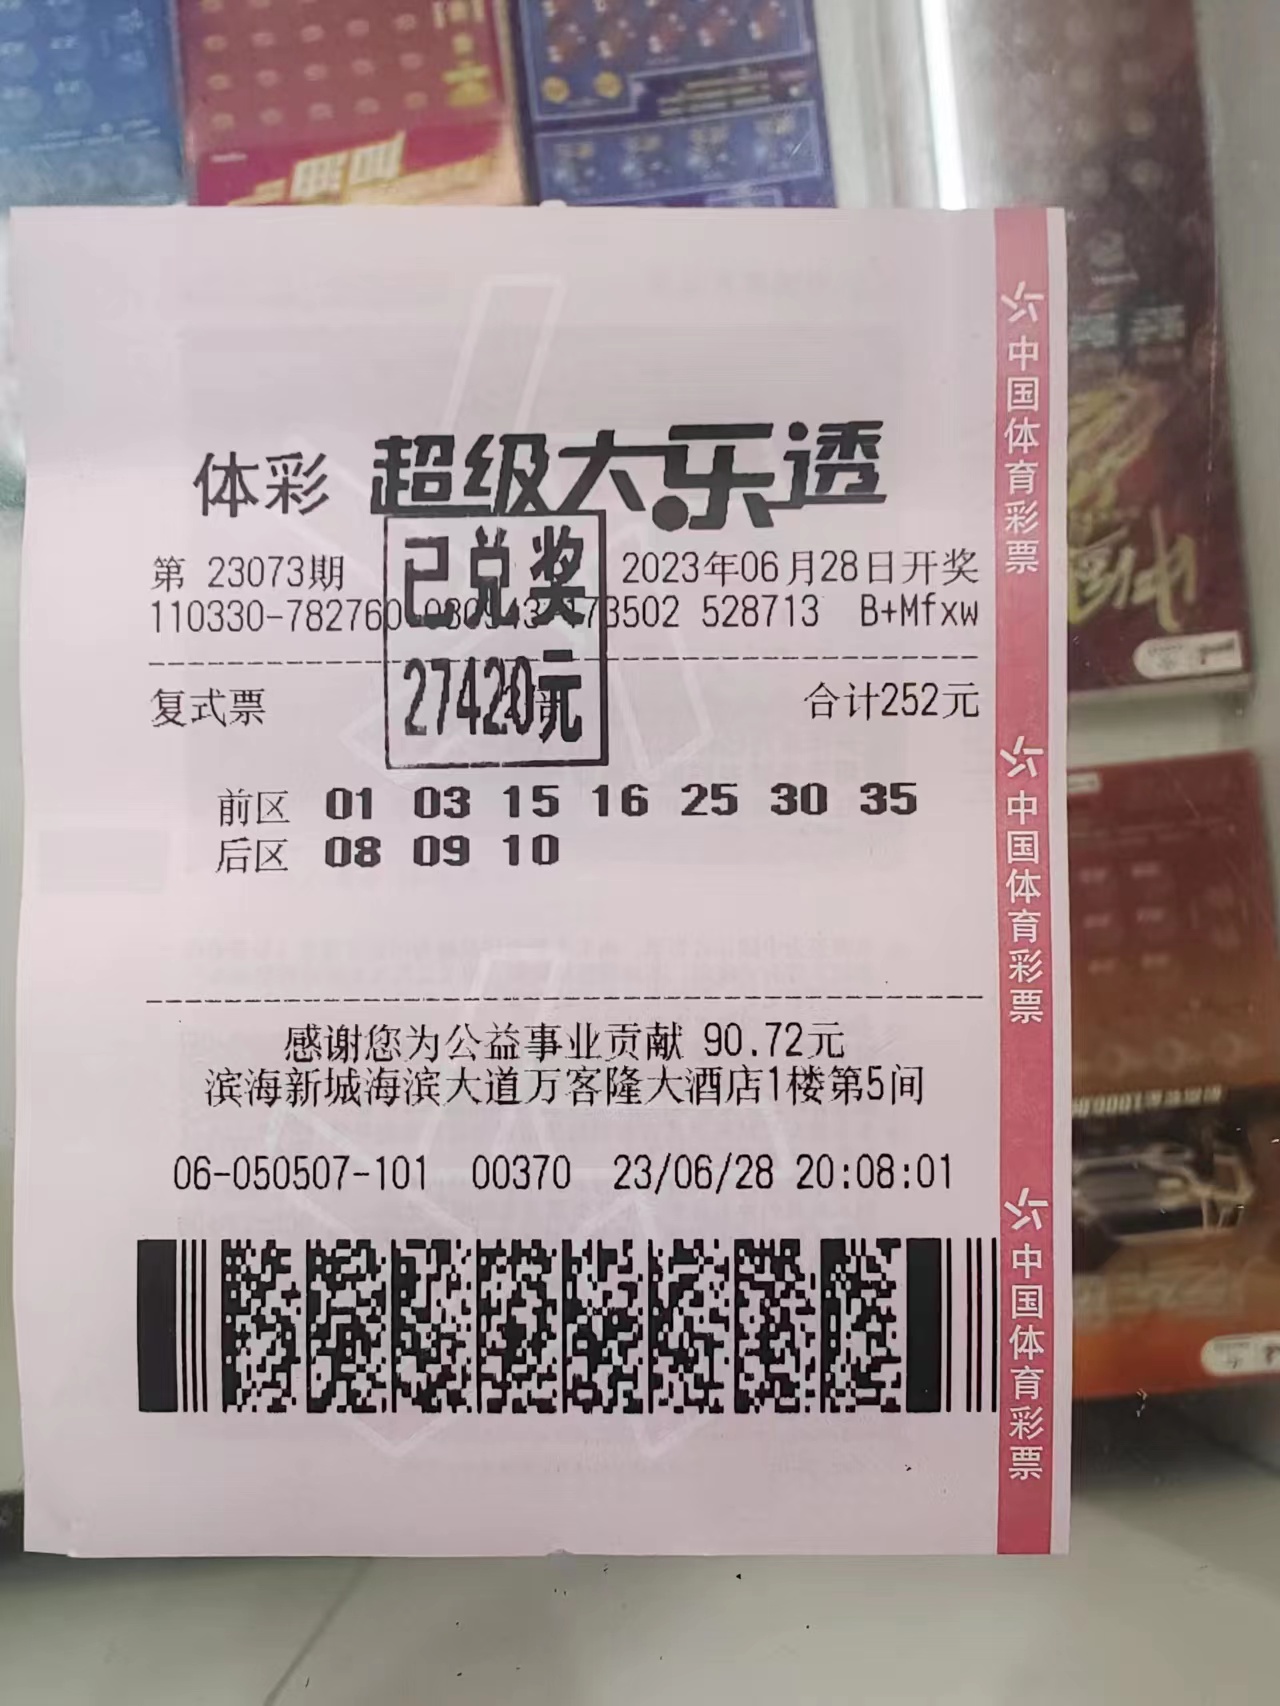 体彩 超级大乐透
第 23073期 2023年06月28日开奖
已兑奖
110330-782760 73502 528713 B+Mfxw
27420元
复式票 合计252元
前区 01 03 15 16 25 30 35
后区 08 09 10
感谢您为公益事业贡献 90.72元
滨海新城海滨大道万客隆大酒店1楼第5间
06-050507-101 00370 23/06/28 20:08:01
中国体育彩票
中国体育彩票
中国体育彩票